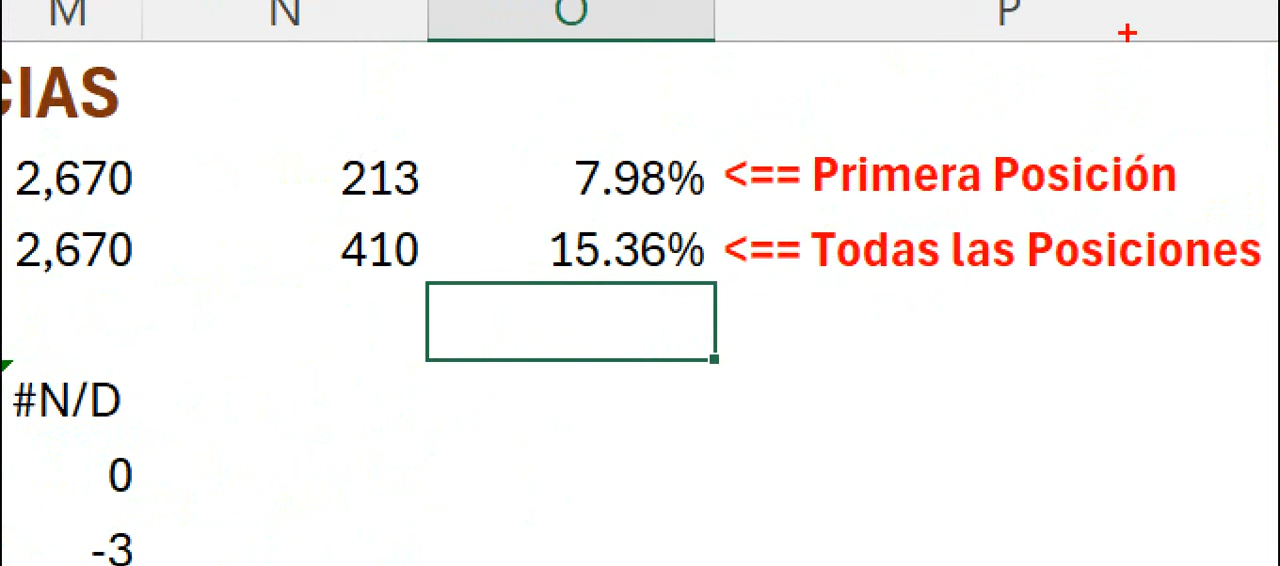 M N O P
CIAS
2,670 213 7.98% <== Primera Posición
2,670 410 15.36% <== Todas las Posiciones
#N/D
0
-3